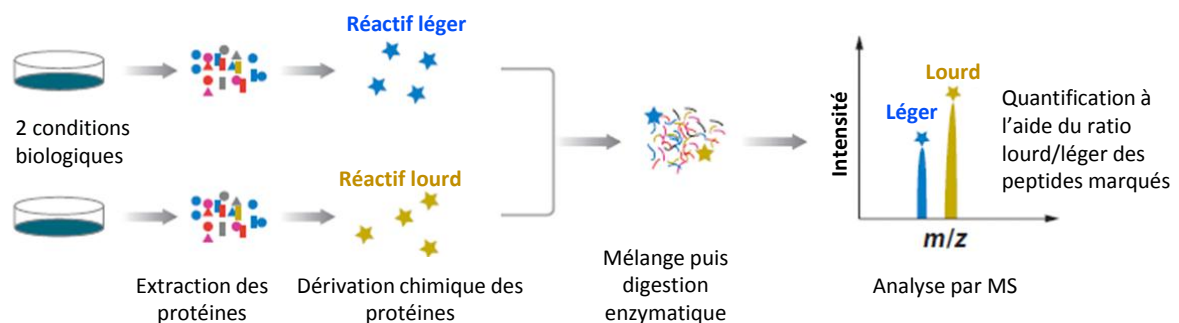 Réactif léger
2 conditions
biologiques
Réactif lourd
Extraction des
protéines
Dérivation chimique des
protéines
Mélange puis
digestion
enzymatique
Intensité
Léger
Lourd
m/z
Analyse par MS
Quantification à
l’aide du ratio
lourd/léger des
peptides marqués